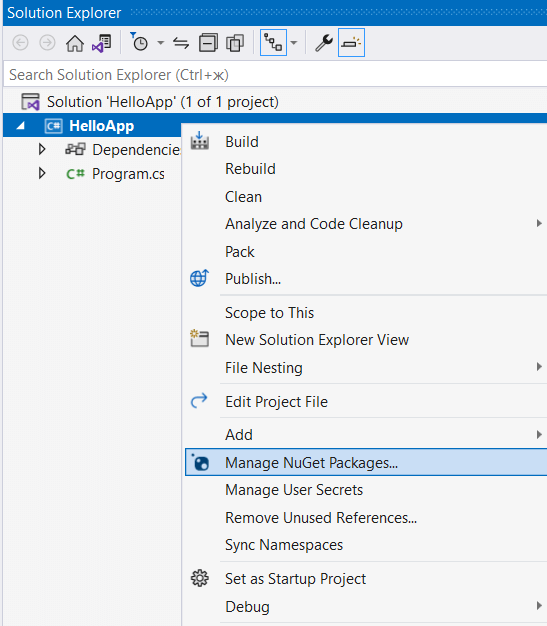 Solution Explorer
Search Solution Explorer (Ctrl+ж)
Solution 'HelloApp' (1 of 1 project)
C# HelloApp
Dependencie
C# Program.cs
Build
Rebuild
Clean
Analyze and Code Cleanup
Pack
Publish...
Scope to This
New Solution Explorer View
File Nesting
Edit Project File
Add
Manage NuGet Packages...
Manage User Secrets
Remove Unused References...
Sync Namespaces
Set as Startup Project
Debug